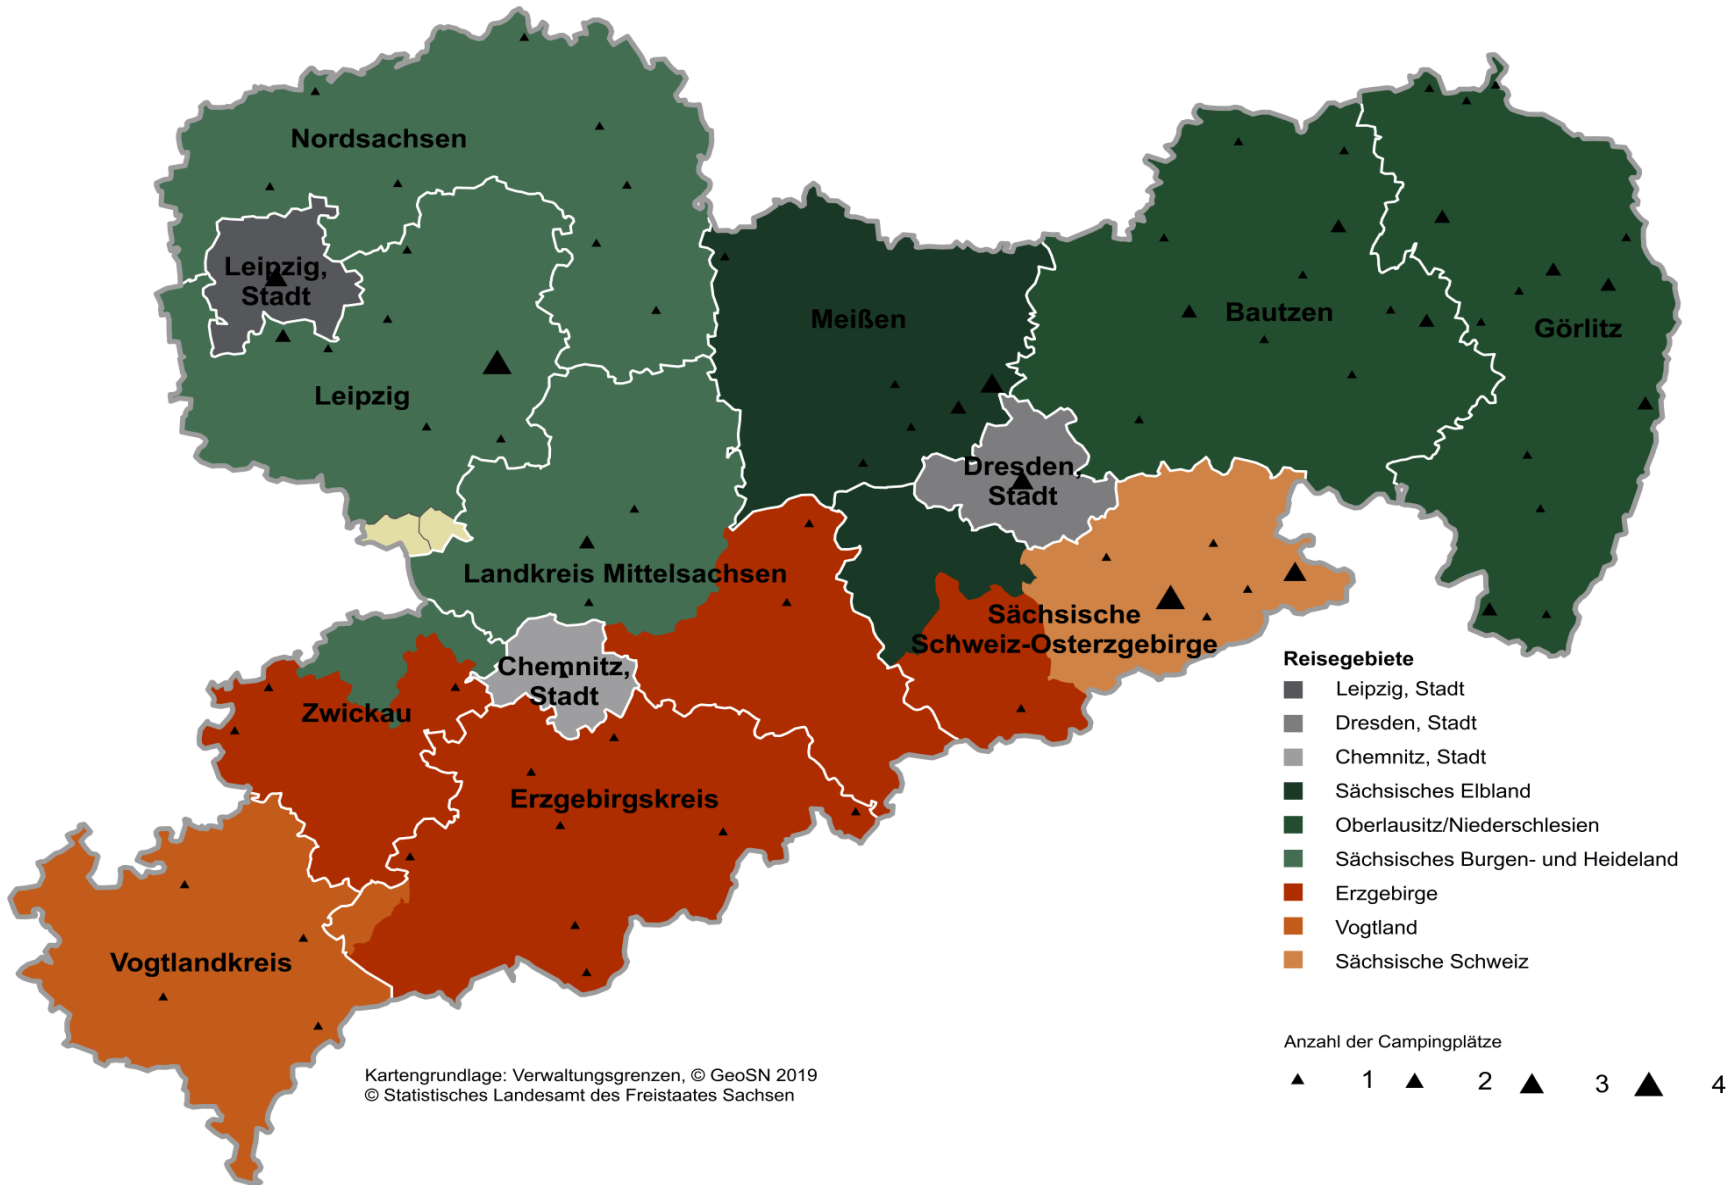 Nordsachsen
Leipzig,
Stadt
Meißen
Bautzen
Görlitz
Leipzig
Dresden,
Stadt
Landkreis Mittelsachsen
Sächsische
Schweiz-Osterzgebirge
Chemnitz,
Stadt
Zwickau
Erzgebirgskreis
Vogtlandkreis
Reisegebiete
Leipzig, Stadt
Dresden, Stadt
Chemnitz, Stadt
Sächsisches Elbland
Oberlausitz/Niederschlesien
Sächsisches Burgen- und Heideland
Erzgebirge
Vogtland
Sächsische Schweiz
Anzahl der Campingplätze
1 2 3 4
Kartengrundlage: Verwaltungsgrenzen, © GeoSN 2019
© Statistisches Landesamt des Freistaates Sachsen